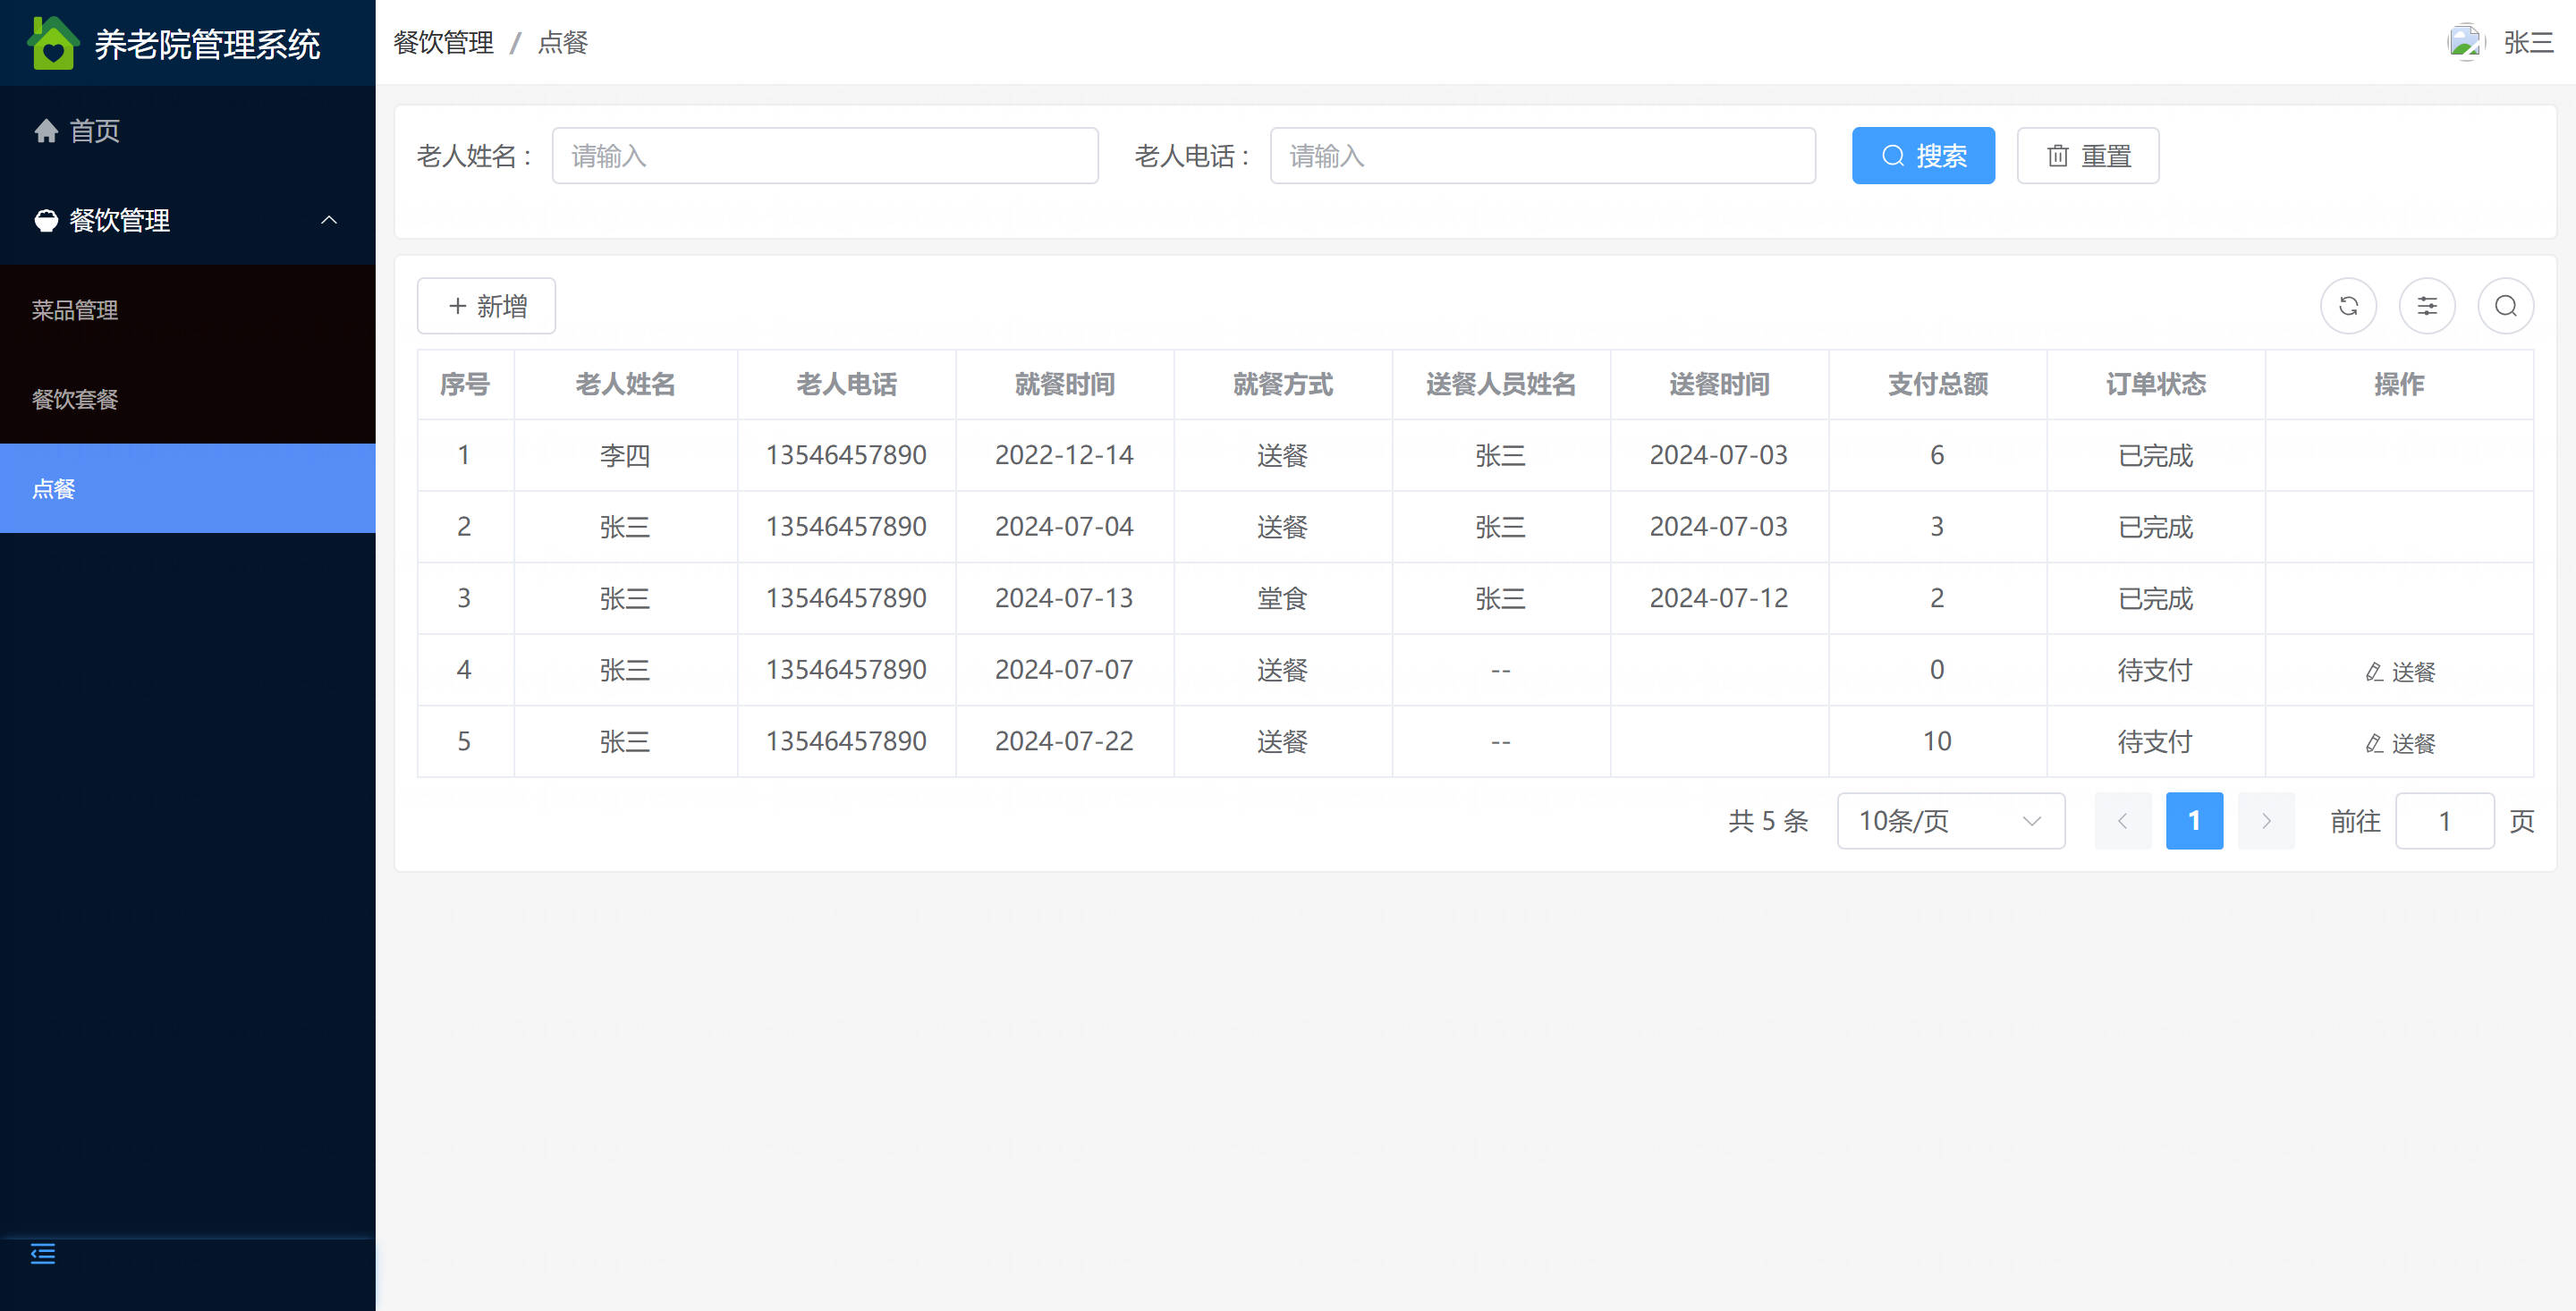 养老院管理系统
餐饮管理 / 点餐
张三
首页
餐饮管理
菜品管理
餐饮套餐
点餐
老人姓名： 请输入 老人电话： 请输入 搜索 重置
新增
序号 老人姓名 老人电话 就餐时间 就餐方式 送餐人员姓名 送餐时间 支付总额 订单状态 操作
1 李四 13546457890 2022-12-14 送餐 张三 2024-07-03 6 已完成
2 张三 13546457890 2024-07-04 送餐 张三 2024-07-03 3 已完成
3 张三 13546457890 2024-07-13 堂食 张三 2024-07-12 2 已完成
4 张三 13546457890 2024-07-07 送餐 -- 0 待支付 送餐
5 张三 13546457890 2024-07-22 送餐 -- 10 待支付 送餐
共 5 条 10条/页 1 前往 1 页